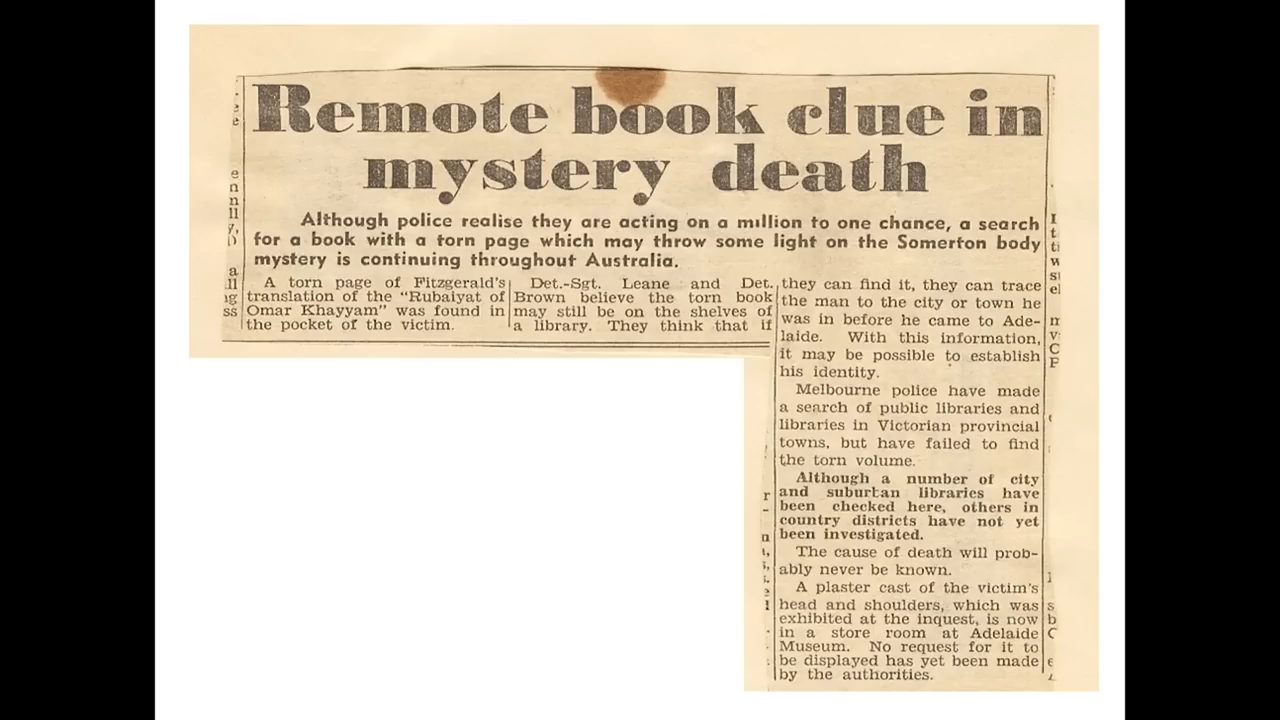 Remote book clue in
mystery death
Although police realise they are acting on a million to one chance, a search
for a book with a torn page which may throw some light on the Somerton body
mystery is continuing throughout Australia.
A torn page of Fitzgerald's
translation of the "Rubaiyat of
Omar Khayyam" was found in
the pocket of the victim.
Det.-Sgt. Leane and Det.
Brown believe the torn book
may still be on the shelves of
a library. They think that if
they can find it, they can trace
the man to the city or town he
was in before he came to Ade-
laide. With this information,
it may be possible to establish
his identity.
Melbourne police have made
a search of public libraries and
libraries in Victorian provincial
towns, but have failed to find
the torn volume.
Although a number of city
and suburban libraries have
been checked here, others in
country districts have not yet
been investigated.
The cause of death will prob-
ably never be known.
A plaster cast of the victim's
head and shoulders, which was
exhibited at the inquest, is now
in a store room at Adelaide
Museum. No request for it to
be displayed has yet been made
by the authorities.